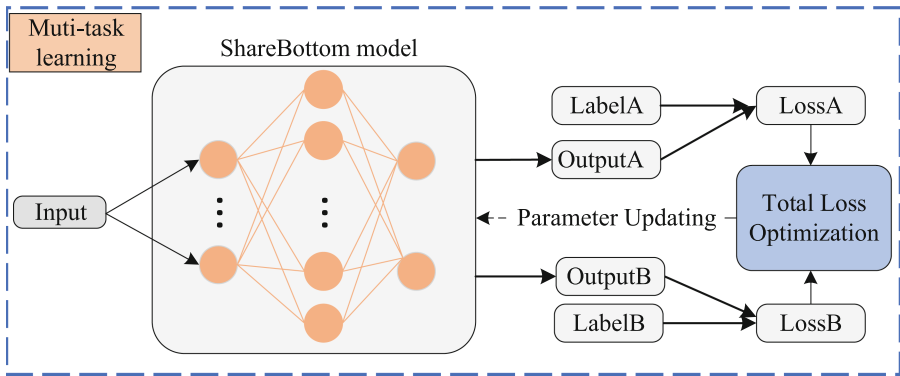 Muti-task
learning
ShareBottom model
Input
LabelA
OutputA
LossA
Parameter Updating
Total Loss
Optimization
OutputB
LabelB
LossB